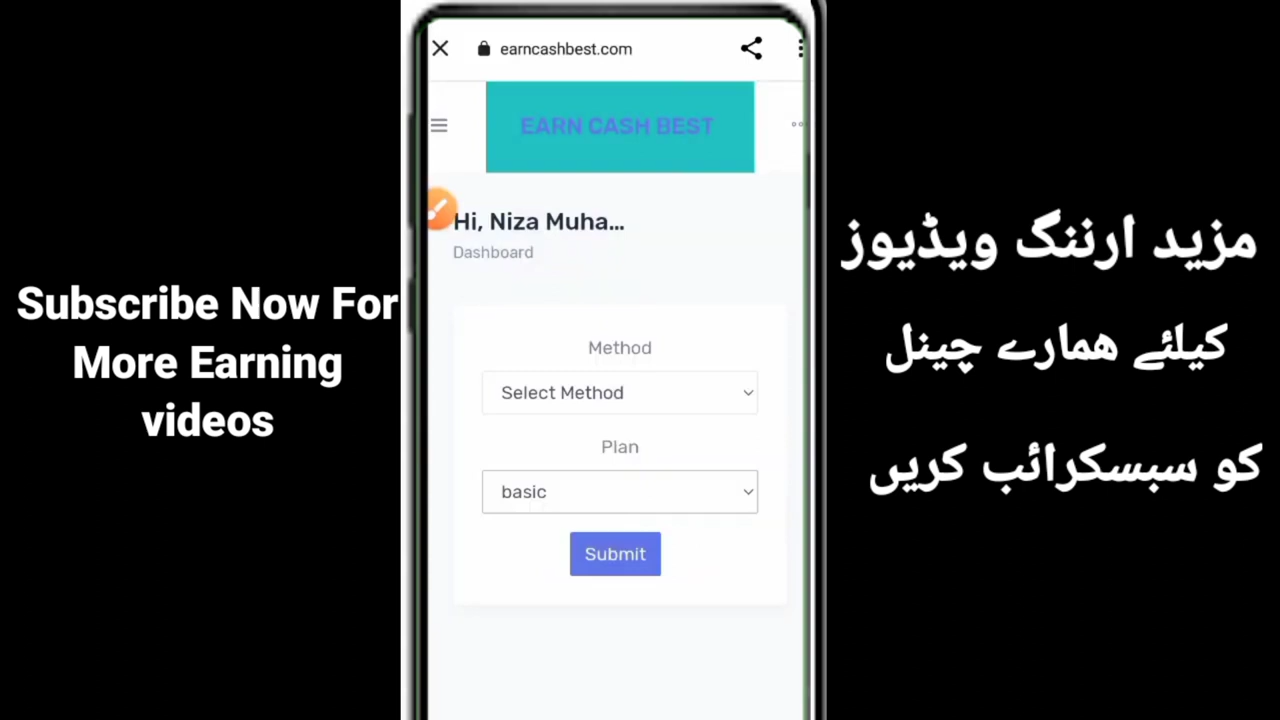 earncashbest.com
EARN CASH BEST
Hi, Niza Muha...
Dashboard
Method
Select Method
Plan
basic
Submit
Subscribe Now For
More Earning
videos
مزید ارننگ ویڈیوز
کیلئے ھمارے چینل
کو سبسکرائب کریں